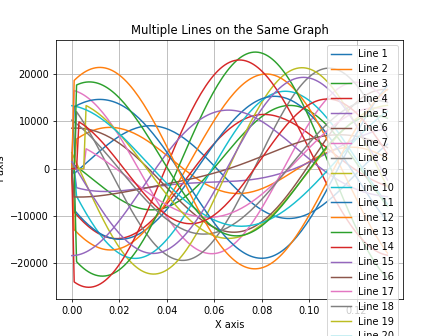 Multiple Lines on the Same Graph
20000
10000
0
−10000
−20000
0.00
0.02
0.04
0.06
0.08
0.10
X axis
Line 1
Line 2
Line 3
Line 4
Line 5
Line 6
Line 7
Line 8
Line 9
Line 10
Line 11
Line 12
Line 13
Line 14
Line 15
Line 16
Line 17
Line 18
Line 19
Line 20